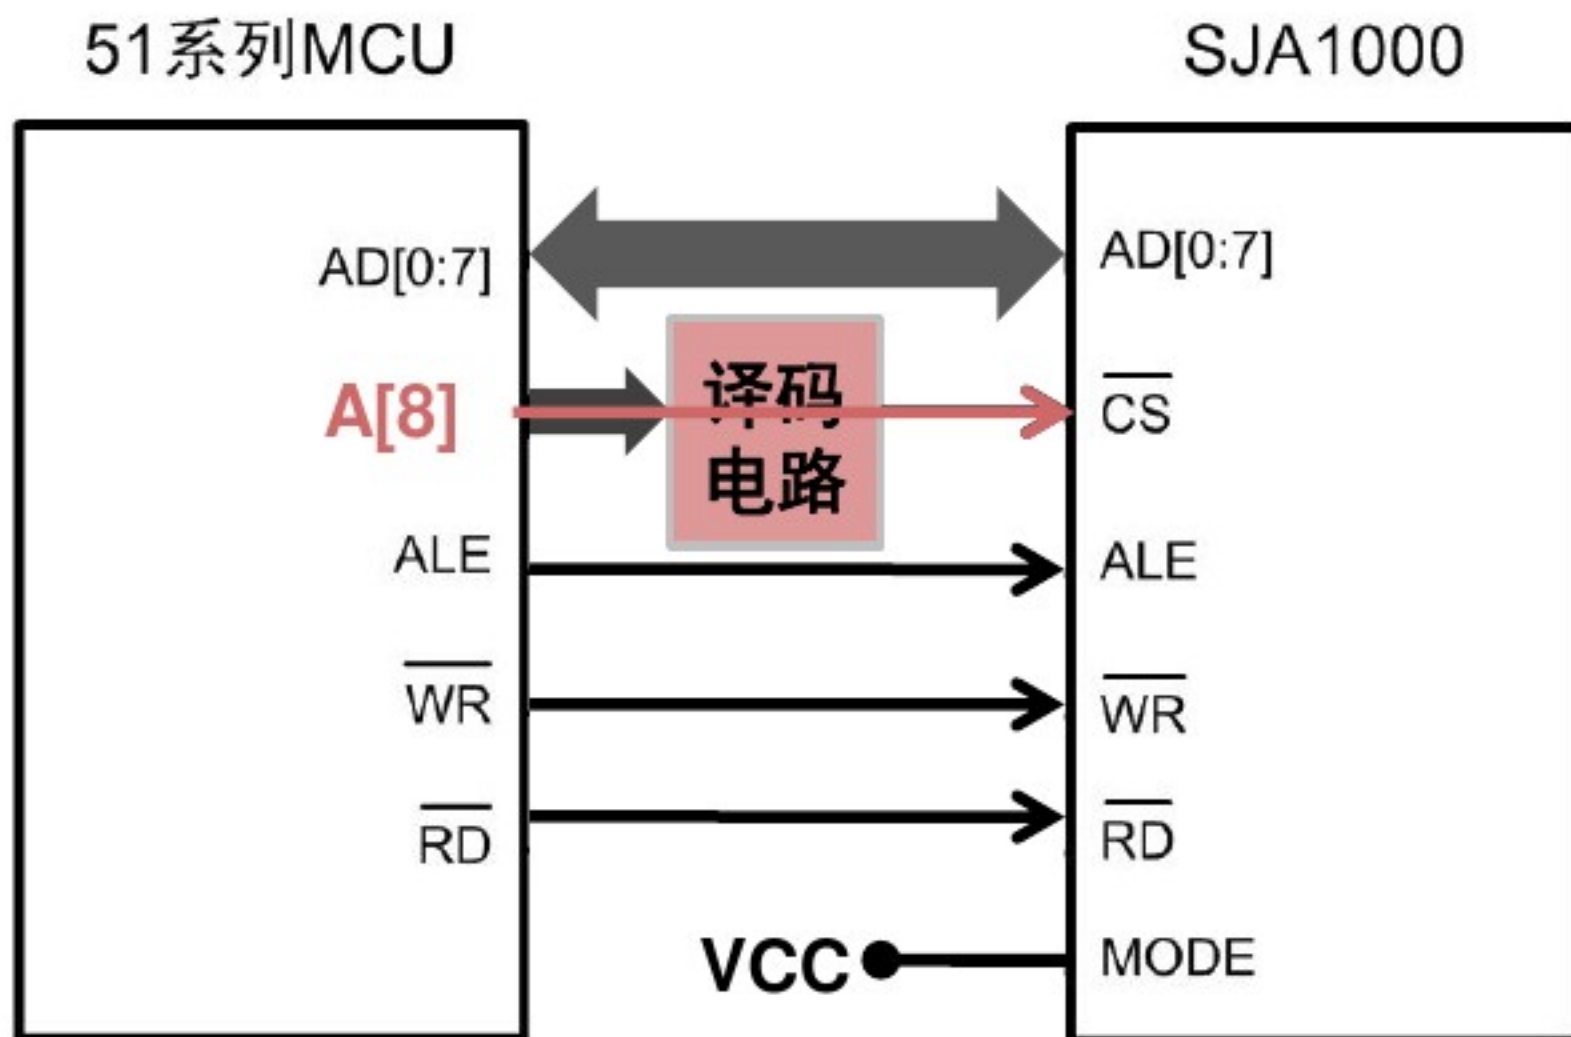 51系列MCU
SJA1000
AD[0:7]
AD[0:7]
A[8]
译码
电路
CS
ALE
ALE
WR
WR
RD
RD
VCC
MODE